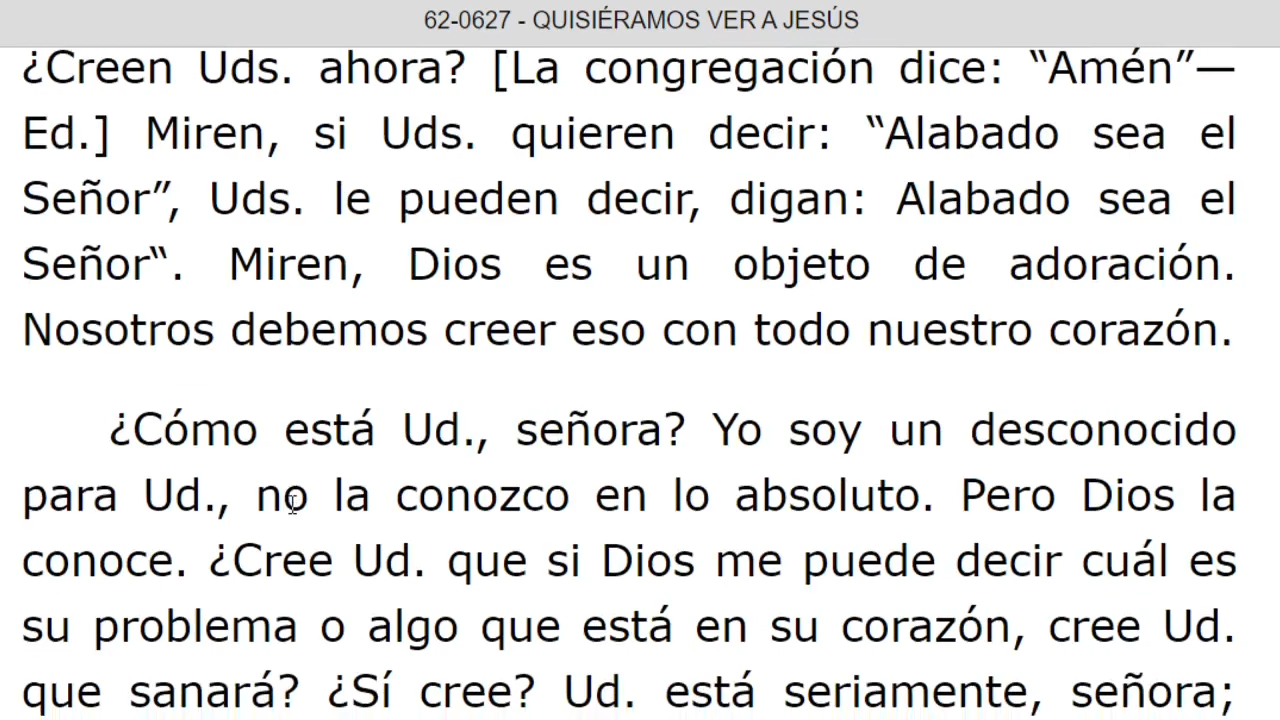 62-0627 - QUISIÉRAMOS VER A JESÚS
¿Creen Uds. ahora? [La congregación dice: “Amén”—
Ed.] Miren, si Uds. quieren decir: “Alabado sea el
Señor”, Uds. le pueden decir, digan: Alabado sea el
Señor“. Miren, Dios es un objeto de adoración.
Nosotros debemos creer eso con todo nuestro corazón.
¿Cómo está Ud., señora? Yo soy un desconocido
para Ud., no la conozco en lo absoluto. Pero Dios la
conoce. ¿Cree Ud. que si Dios me puede decir cuál es
su problema o algo que está en su corazón, cree Ud.
que sanará? ¿Sí cree? Ud. está seriamente, señora;